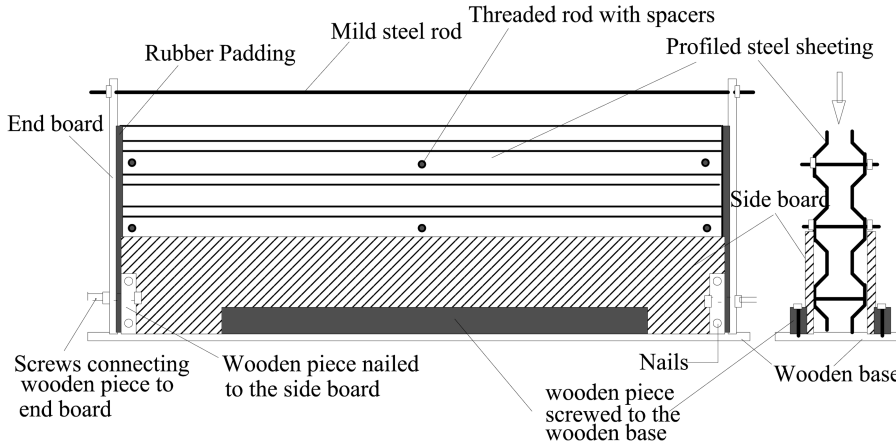 Threaded rod with spacers
Mild steel rod
Profiled steel sheeting
Rubber Padding
End board
Side board
Screws connecting
wooden piece to
end board
Wooden piece nailed
to the side board
Nails
wooden piece
screwed to the
wooden base
Wooden base